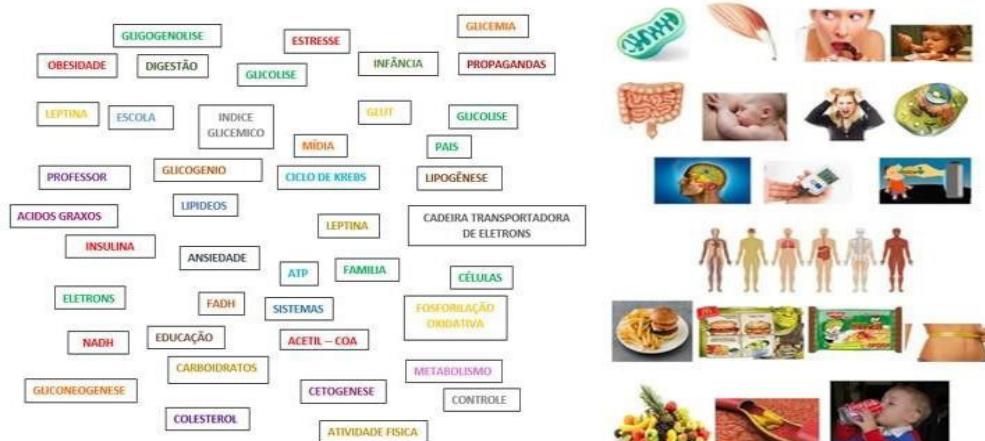 GLIGOGENOLISE
ESTRESSE
GLICEMIA
OBESIDADE
DIGESTÃO
GLICOLISE
INFÂNCIA
PROPAGANDAS
LEPTINA
ESCOLA
INDICE
GLICEMICO
GLUT
GLICOLISE
MÍDIA
PAIS
PROFESSOR
GLICOGENIO
CICLO DE KREBS
LIPOGÊNESE
ACIDOS GRAXOS
LIPIDEOS
LEPTINA
CADEIRA TRANSPORTADORA
DE ELETRONS
INSULINA
ANSIEDADE
ATP
FAMILIA
CÉLULAS
ELETRONS
FADH
SISTEMAS
FOSFORILAÇÃO
OXIDATIVA
NADH
EDUCAÇÃO
ACETIL – COA
CARBOIDRATOS
METABOLISMO
GLICONEOGENESE
CETOGENESE
CONTROLE
COLESTEROL
ATIVIDADE FISICA